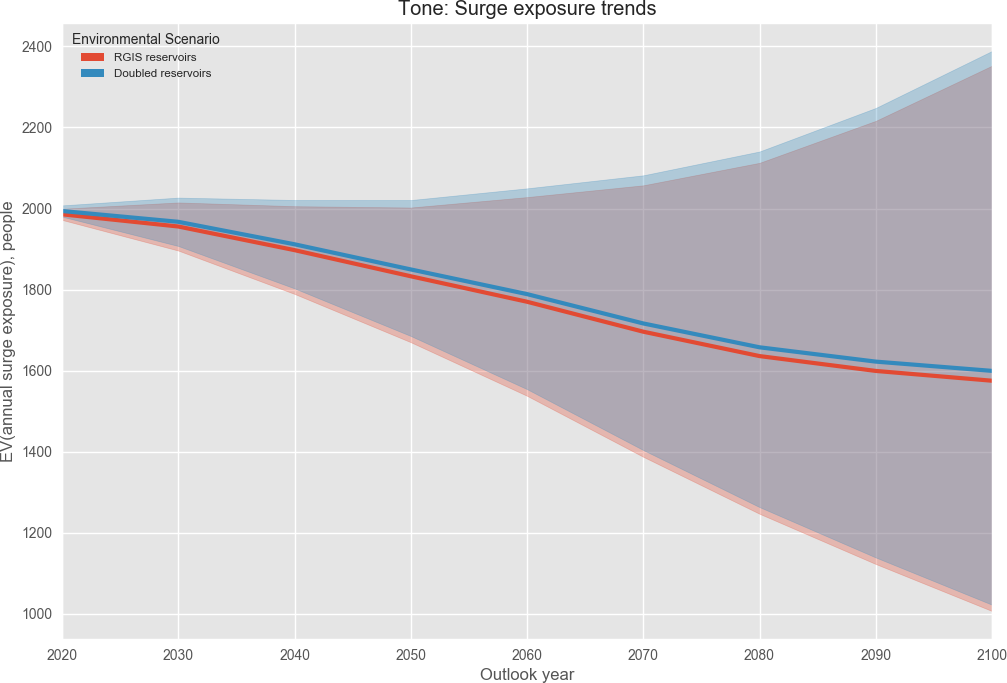 Tone: Surge exposure trends
Environmental Scenario
RGIS reservoirs
Doubled reservoirs
EV(annual surge exposure), people
2400
2200
2000
1800
1600
1400
1200
1000
2020 2030 2040 2050 2060 2070 2080 2090 2100
Outlook year